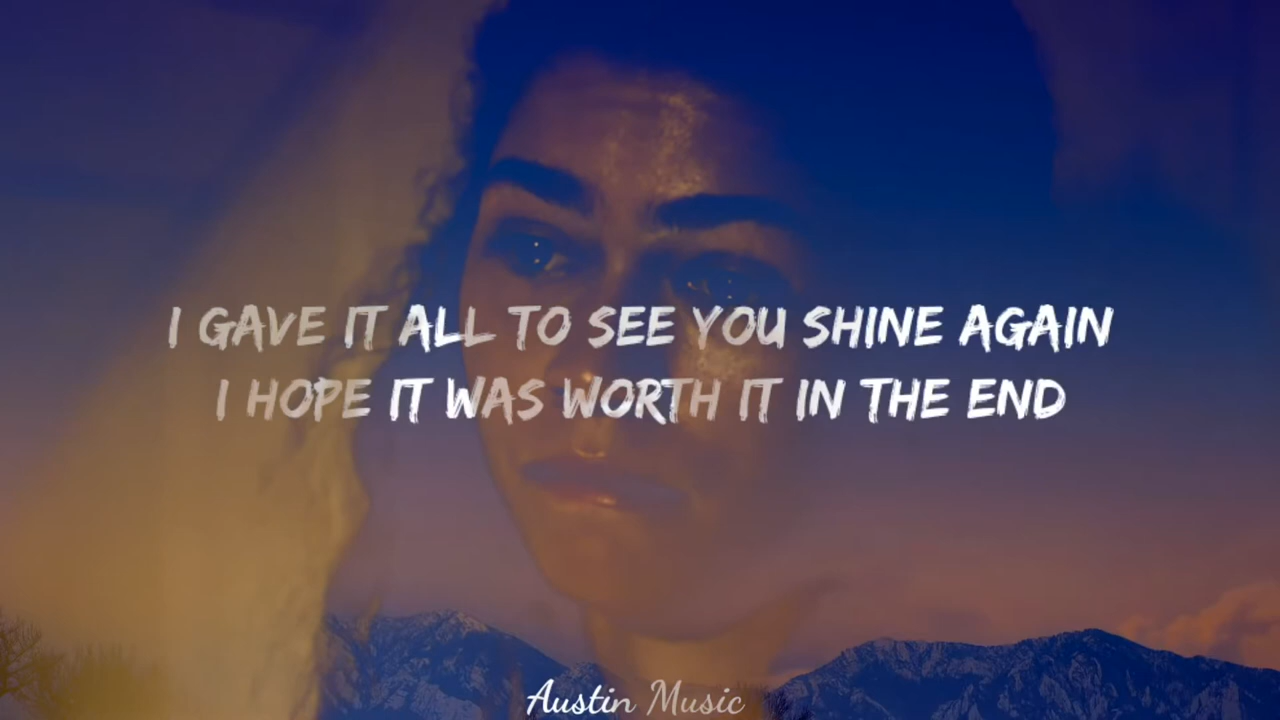 I GAVE IT ALL TO SEE YOU SHINE AGAIN
I HOPE IT WAS WORTH IT IN THE END
Austin Music